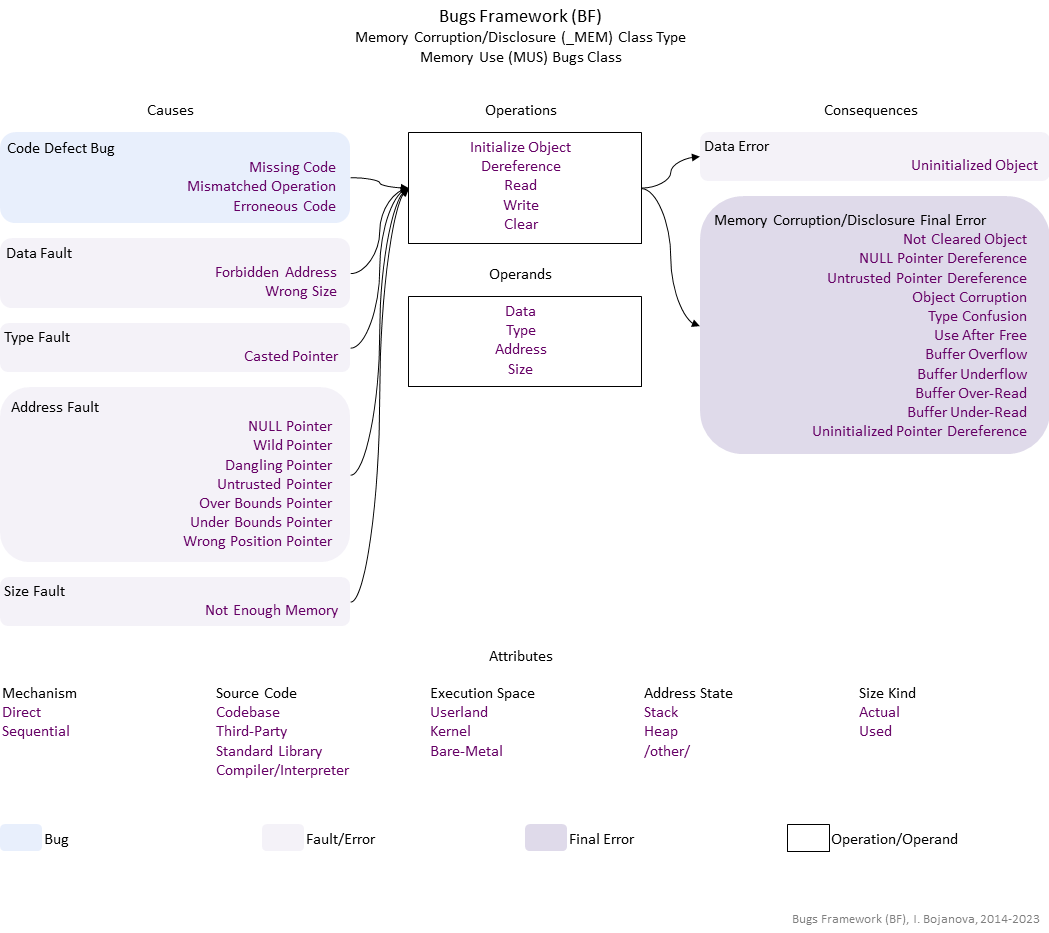 Bugs Framework (BF)
Memory Corruption/Disclosure (_MEM) Class Type
Memory Use (MUS) Bugs Class
Causes
Code Defect Bug
Missing Code
Mismatched Operation
Erroneous Code
Data Fault
Forbidden Address
Wrong Size
Type Fault
Casted Pointer
Address Fault
NULL Pointer
Wild Pointer
Dangling Pointer
Untrusted Pointer
Over Bounds Pointer
Under Bounds Pointer
Wrong Position Pointer
Size Fault
Not Enough Memory
Operations
Initialize Object
Dereference
Read
Write
Clear
Operands
Data
Type
Address
Size
Consequences
Data Error
Uninitialized Object
Memory Corruption/Disclosure Final Error
Not Cleared Object
NULL Pointer Dereference
Untrusted Pointer Dereference
Object Corruption
Type Confusion
Use After Free
Buffer Overflow
Buffer Underflow
Buffer Over-Read
Buffer Under-Read
Uninitialized Pointer Dereference
Attributes
Mechanism
Direct
Sequential
Source Code
Codebase
Third-Party
Standard Library
Compiler/Interpreter
Execution Space
Userland
Kernel
Bare-Metal
Address State
Stack
Heap
/other/
Size Kind
Actual
Used
Bug
Fault/Error
Final Error
Operation/Operand
Bugs Framework (BF), I. Bojanova, 2014-2023